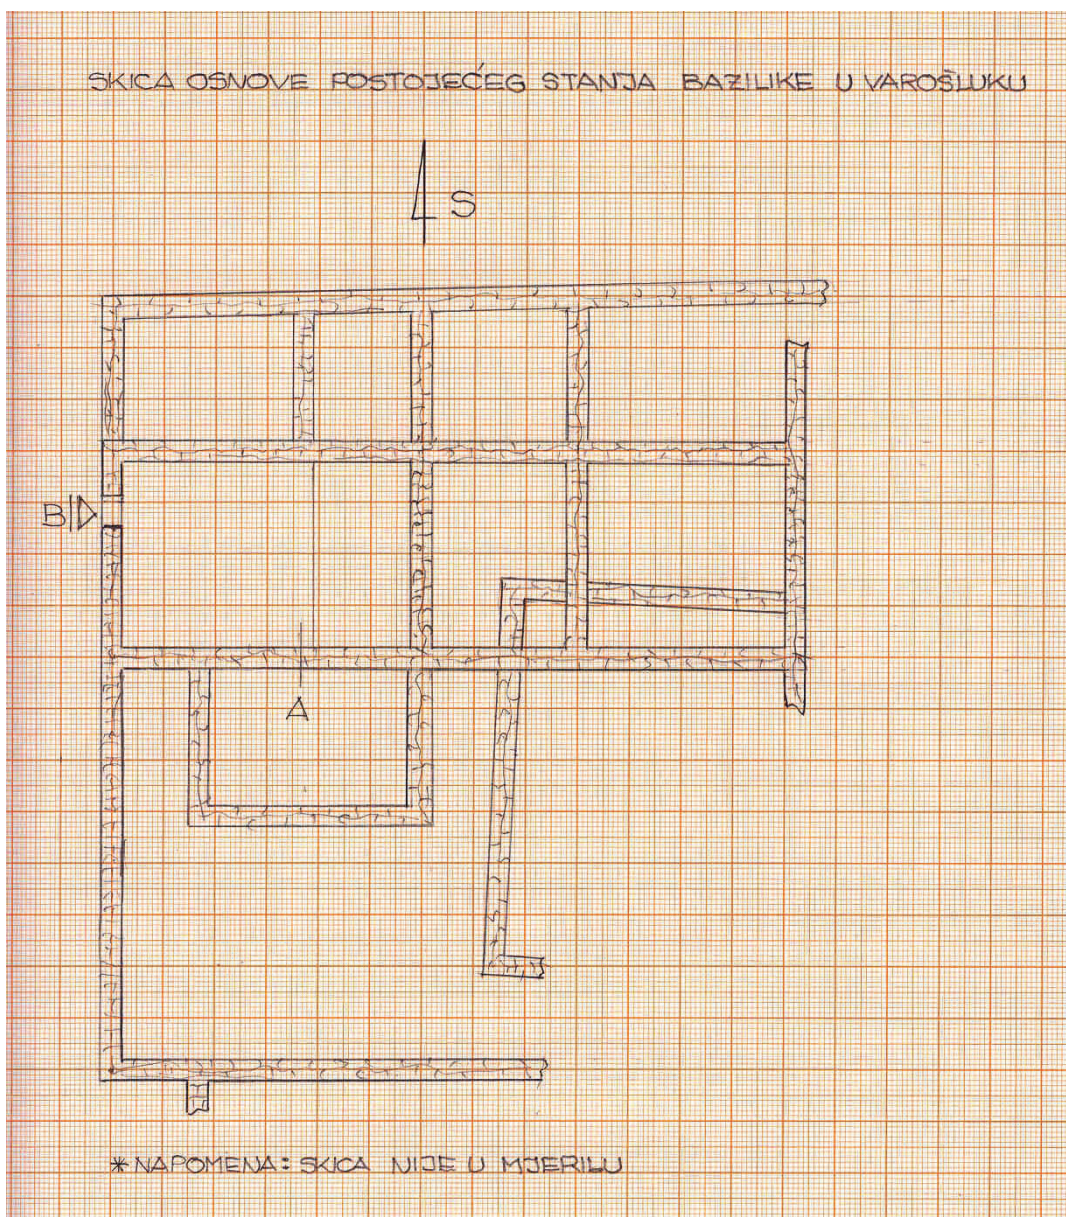 SKICA OSNOVE POSTOJEĆEG STANJA BAZILIKE U VAROŠLUKU
S
B
A
* NAPOMENA: SKICA NIJE U MJERILU